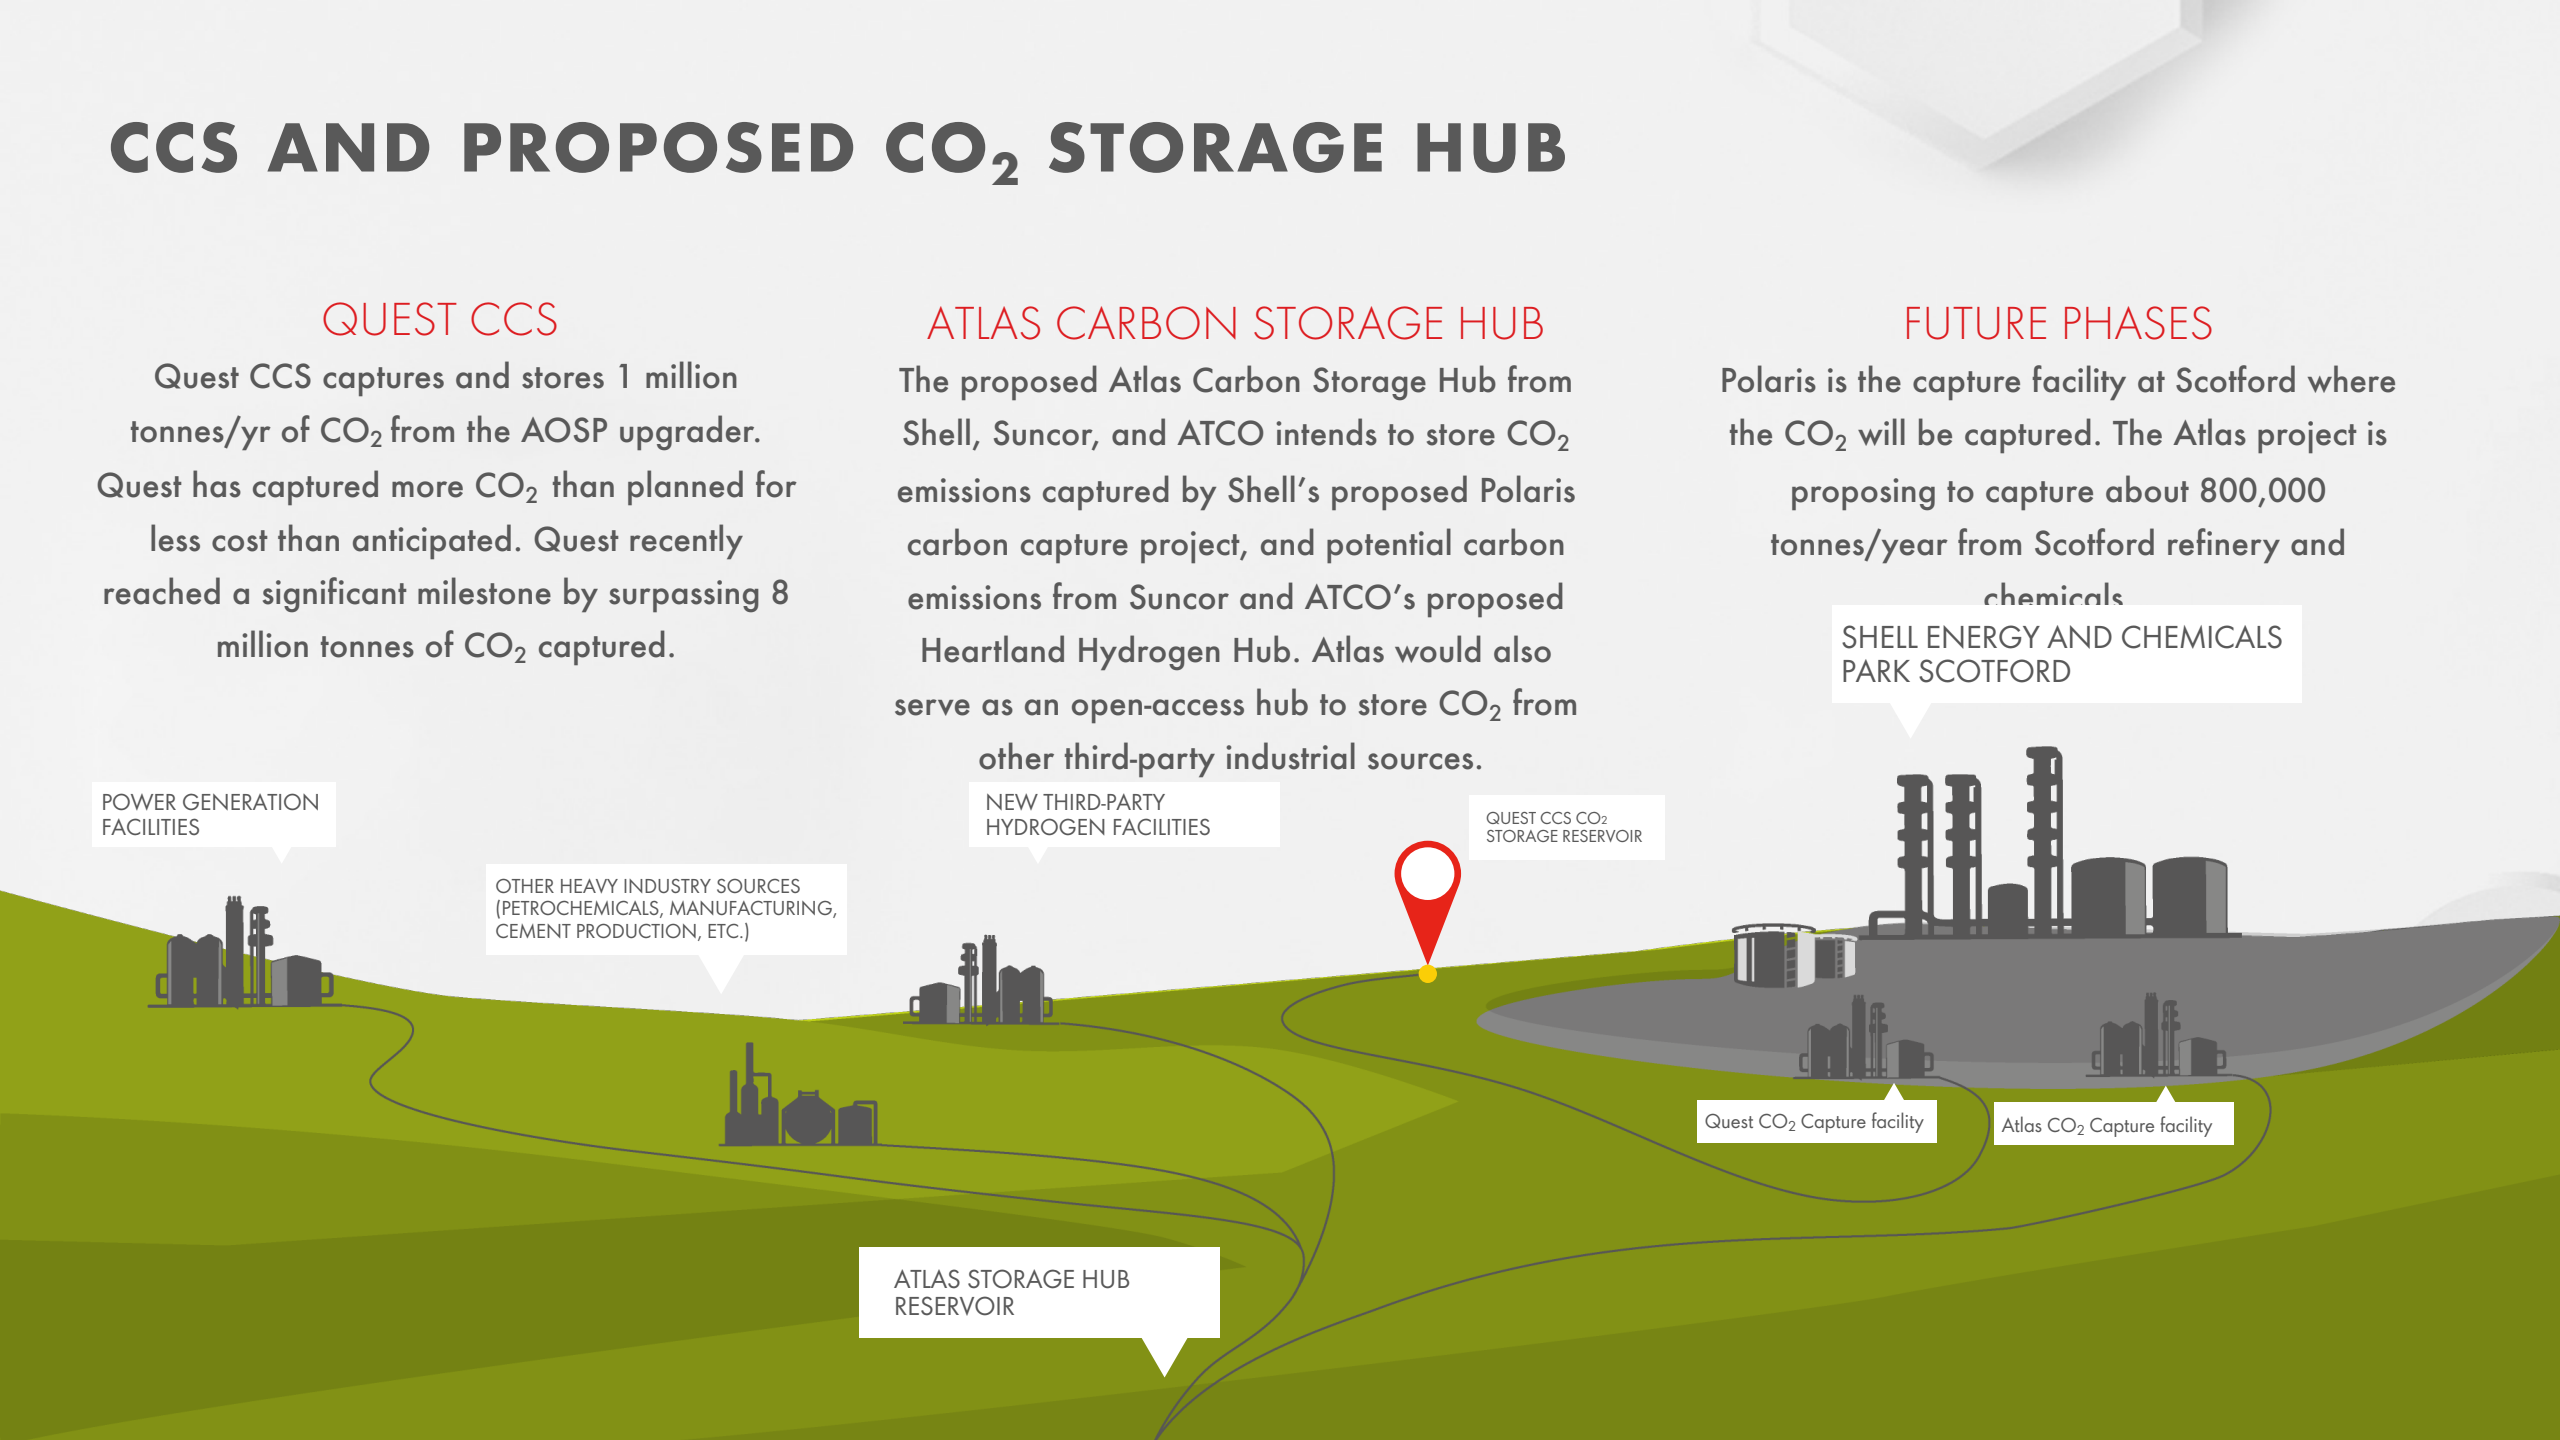 CCS AND PROPOSED CO₂ STORAGE HUB
QUEST CCS
Quest CCS captures and stores 1 million
tonnes/yr of CO₂ from the AOSP upgrader.
Quest has captured more CO₂ than planned for
less cost than anticipated. Quest recently
reached a significant milestone by surpassing 8
million tonnes of CO₂ captured.
ATLAS CARBON STORAGE HUB
The proposed Atlas Carbon Storage Hub from
Shell, Suncor, and ATCO intends to store CO₂
emissions captured by Shell’s proposed Polaris
carbon capture project, and potential carbon
emissions from Suncor and ATCO’s proposed
Heartland Hydrogen Hub. Atlas would also
serve as an open-access hub to store CO₂ from
other third-party industrial sources.
FUTURE PHASES
Polaris is the capture facility at Scotford where
the CO₂ will be captured. The Atlas project is
proposing to capture about 800,000
tonnes/year from Scotford refinery and
chemicals
SHELL ENERGY AND CHEMICALS
PARK SCOTFORD
POWER GENERATION
FACILITIES
OTHER HEAVY INDUSTRY SOURCES
(PETROCHEMICALS, MANUFACTURING,
CEMENT PRODUCTION, ETC.)
NEW THIRD-PARTY
HYDROGEN FACILITIES
QUEST CCS CO₂
STORAGE RESERVOIR
Quest CO₂ Capture facility
Atlas CO₂ Capture facility
ATLAS STORAGE HUB
RESERVOIR